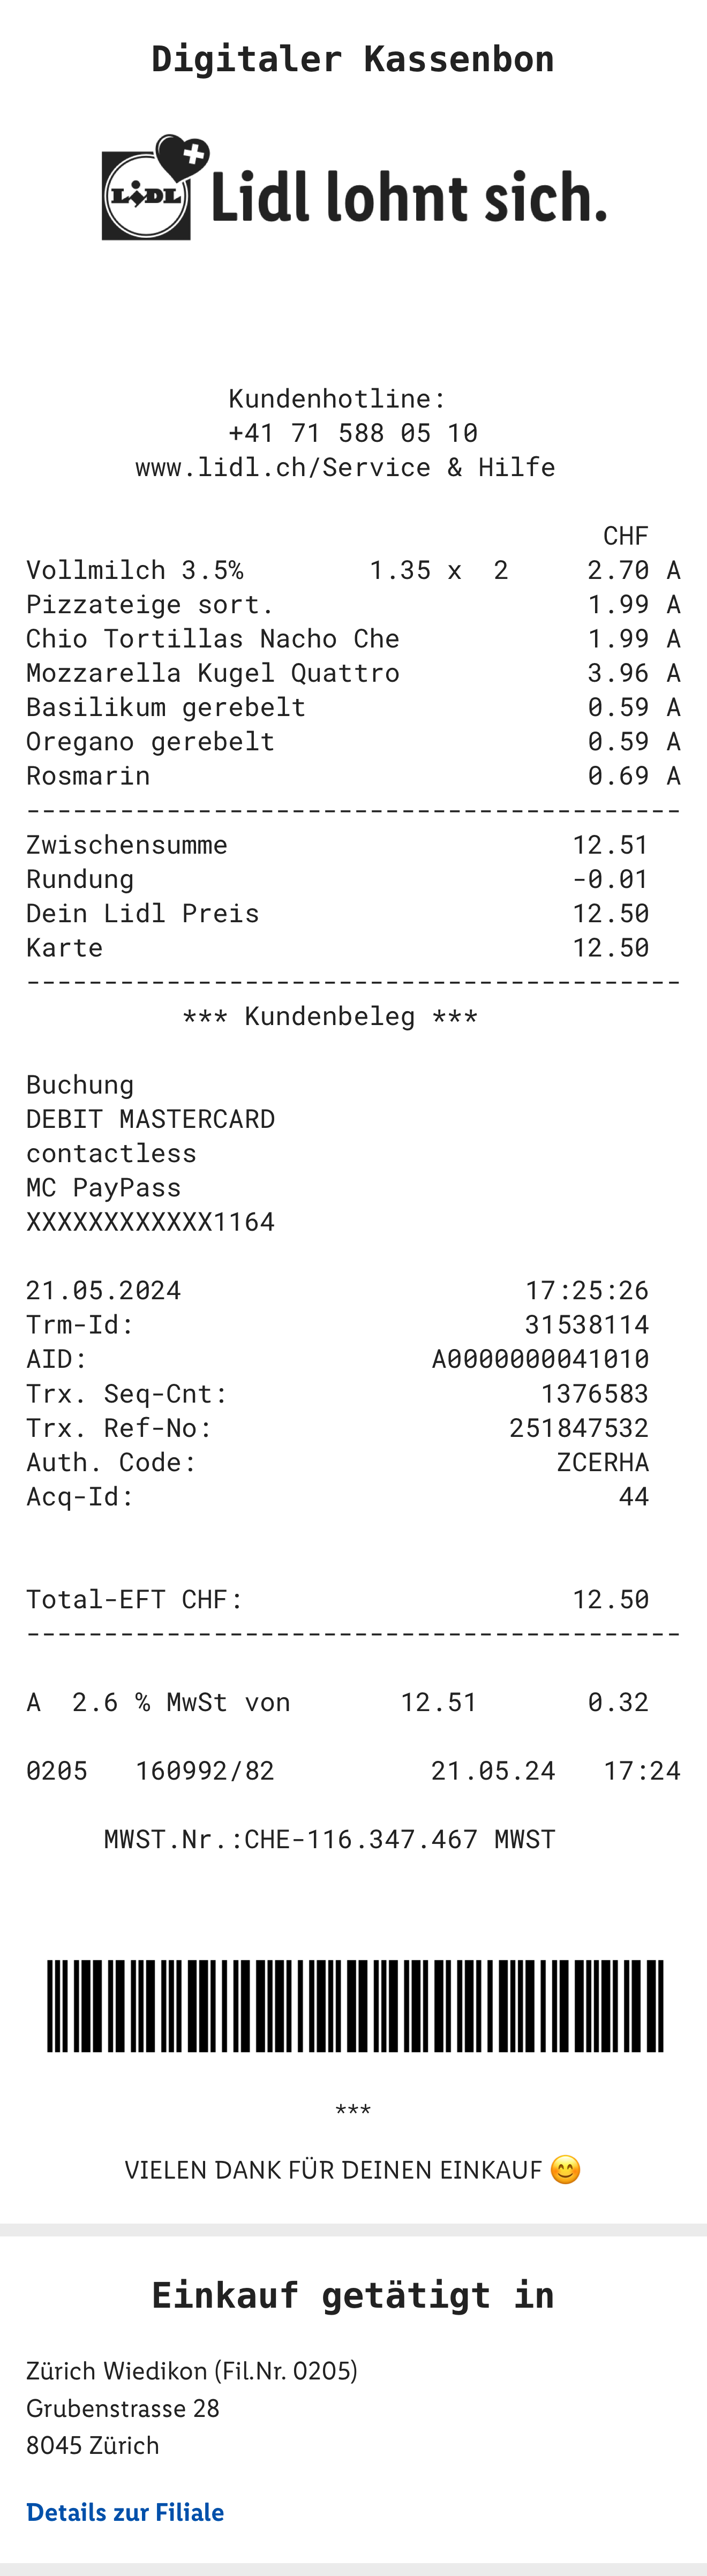 Digitaler Kassenbon
LIDL Lidl lohnt sich.
Kundenhotline:
+41 71 588 05 10
www.lidl.ch/Service & Hilfe
CHF
Vollmilch 3.5% 1.35 x 2 2.70 A
Pizzateige sort. 1.99 A
Chio Tortillas Nacho Che 1.99 A
Mozzarella Kugel Quattro 3.96 A
Basilikum gerebelt 0.59 A
Oregano gerebelt 0.59 A
Rosmarin 0.69 A
------------------------------------------
Zwischensumme 12.51
Rundung -0.01
Dein Lidl Preis 12.50
Karte 12.50
------------------------------------------
*** Kundenbeleg ***
Buchung
DEBIT MASTERCARD
contactless
MC PayPass
XXXXXXXXXXXX1164
21.05.2024 17:25:26
Trm-Id: 31538114
AID: A0000000041010
Trx. Seq-Cnt: 1376583
Trx. Ref-No: 251847532
Auth. Code: ZCERHA
Acq-Id: 44
Total-EFT CHF: 12.50
------------------------------------------
A 2.6 % MwSt von 12.51 0.32
0205 160992/82 21.05.24 17:24
MWST.Nr.:CHE-116.347.467 MWST
***
VIELEN DANK FÜR DEINEN EINKAUF 😊
Einkauf getätigt in
Zürich Wiedikon (Fil.Nr. 0205)
Grubenstrasse 28
8045 Zürich
Details zur Filiale